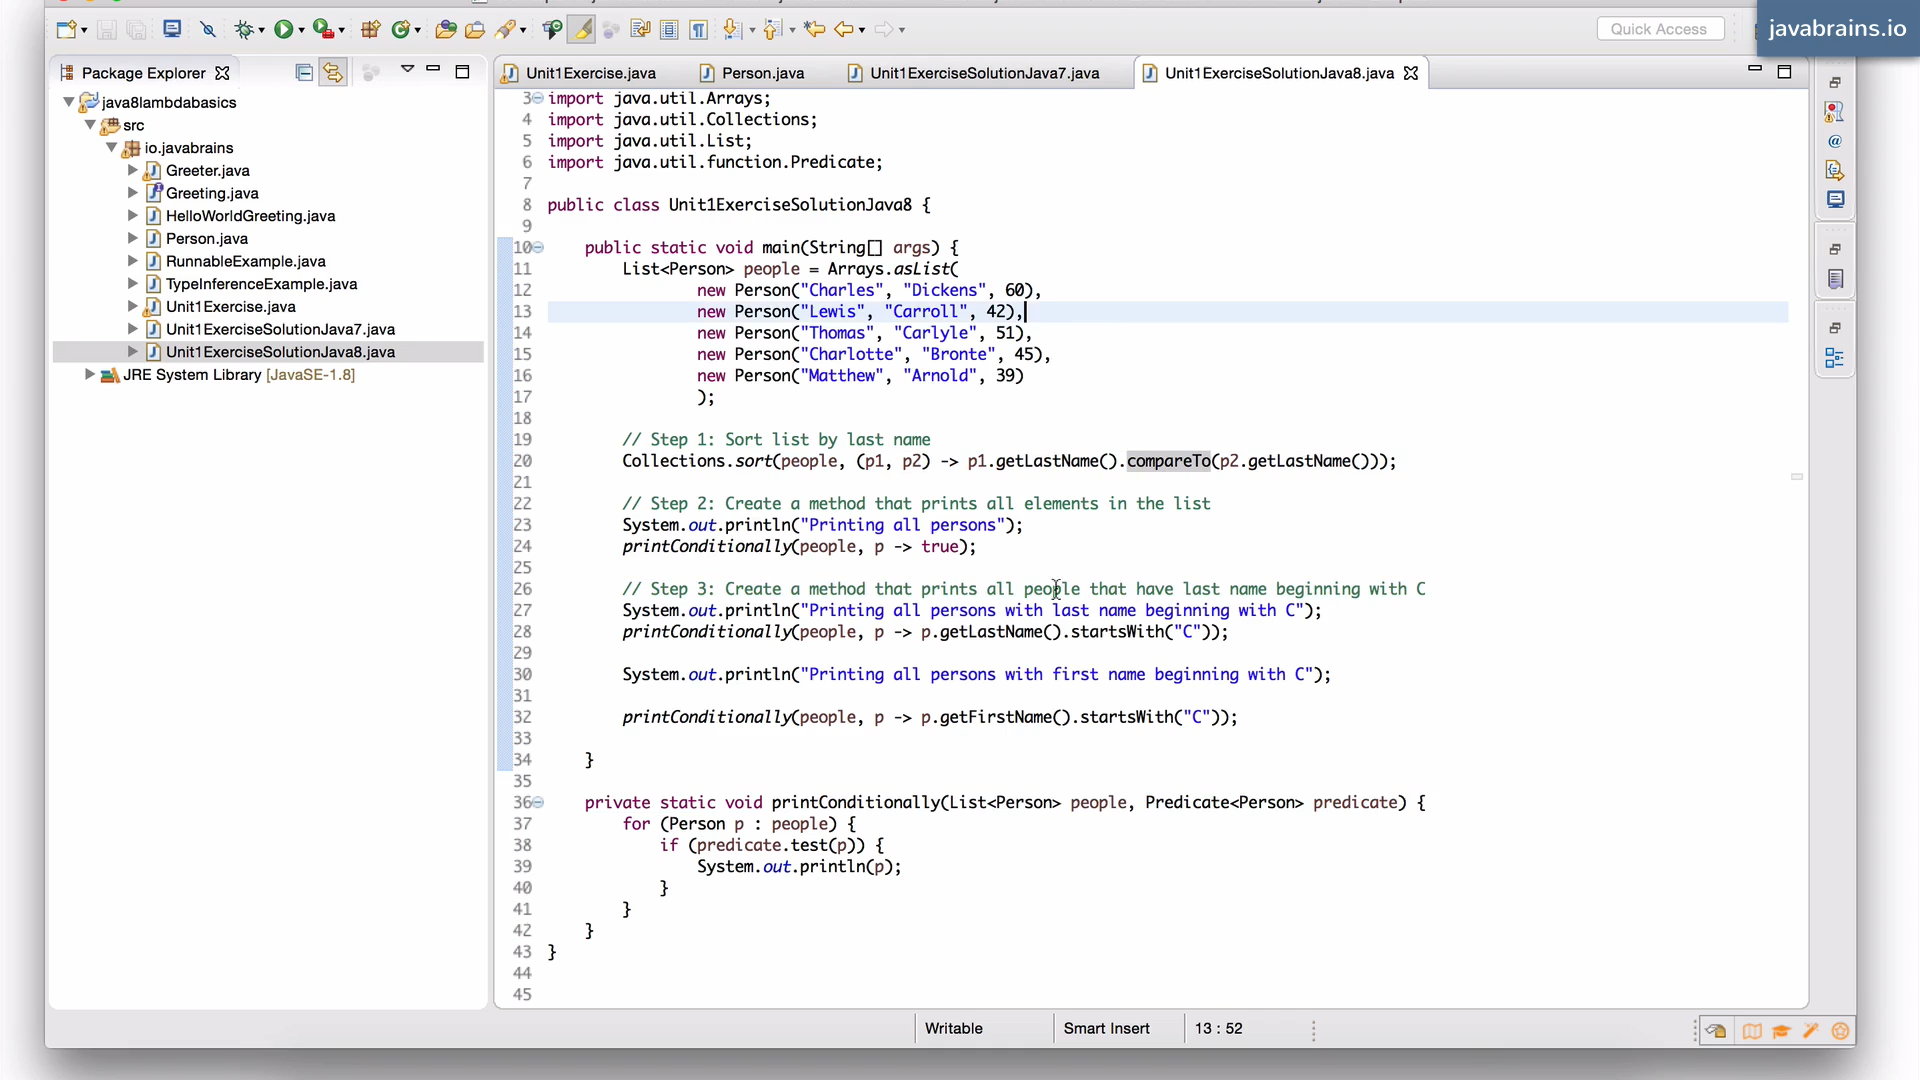 Quick Access
javabrains.io
Package Explorer
java8lambdabasics
src
io.javabrains
Greeter.java
Greeting.java
HelloWorldGreeting.java
Person.java
RunnableExample.java
TypeInferenceExample.java
Unit1Exercise.java
Unit1ExerciseSolutionJava7.java
Unit1ExerciseSolutionJava8.java
JRE System Library [JavaSE-1.8]
Unit1Exercise.java Person.java Unit1ExerciseSolutionJava7.java Unit1ExerciseSolutionJava8.java
3 import java.util.Arrays;
4 import java.util.Collections;
5 import java.util.List;
6 import java.util.function.Predicate;
7
8 public class Unit1ExerciseSolutionJava8 {
9
10 public static void main(String[] args) {
11 List<Person> people = Arrays.asList(
12 new Person("Charles", "Dickens", 60),
13 new Person("Lewis", "Carroll", 42),
14 new Person("Thomas", "Carlyle", 51),
15 new Person("Charlotte", "Bronte", 45),
16 new Person("Matthew", "Arnold", 39)
17 );
18
19 // Step 1: Sort list by last name
20 Collections.sort(people, (p1, p2) -> p1.getLastName().compareTo(p2.getLastName()));
21
22 // Step 2: Create a method that prints all elements in the list
23 System.out.println("Printing all persons");
24 printConditionally(people, p -> true);
25
26 // Step 3: Create a method that prints all people that have last name beginning with C
27 System.out.println("Printing all persons with last name beginning with C");
28 printConditionally(people, p -> p.getLastName().startsWith("C"));
29
30 System.out.println("Printing all persons with first name beginning with C");
31
32 printConditionally(people, p -> p.getFirstName().startsWith("C"));
33
34 }
35
36 private static void printConditionally(List<Person> people, Predicate<Person> predicate) {
37 for (Person p : people) {
38 if (predicate.test(p)) {
39 System.out.println(p);
40 }
41 }
42 }
43 }
44
45
Writable Smart Insert 13 : 52